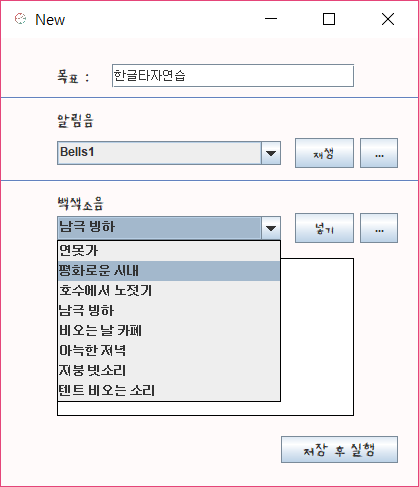 New
목표 :
한글타자연습
알림음
Bells1
재생
...
백색소음
남극 빙하
넣기
...
연못가
평화로운 시내
호수에서 노젓기
남극 빙하
비오는 날 카페
아늑한 저녁
지붕 빗소리
텐트 비오는 소리
저장 후 실행